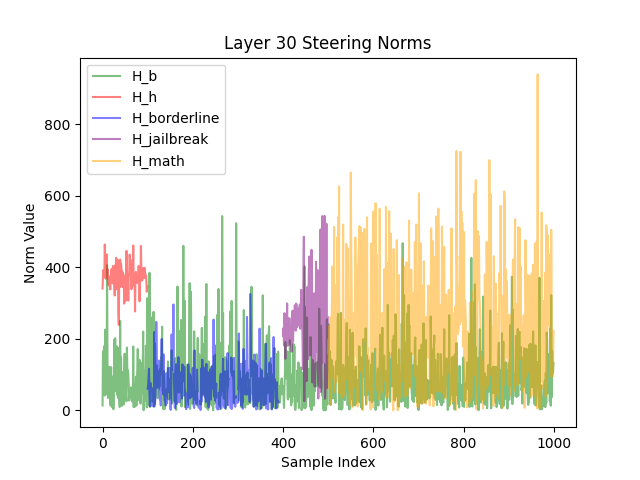 Layer 30 Steering Norms
H_b
H_h
H_borderline
H_jailbreak
H_math
Norm Value
800
600
400
200
0
0 200 400 600 800 1000
Sample Index